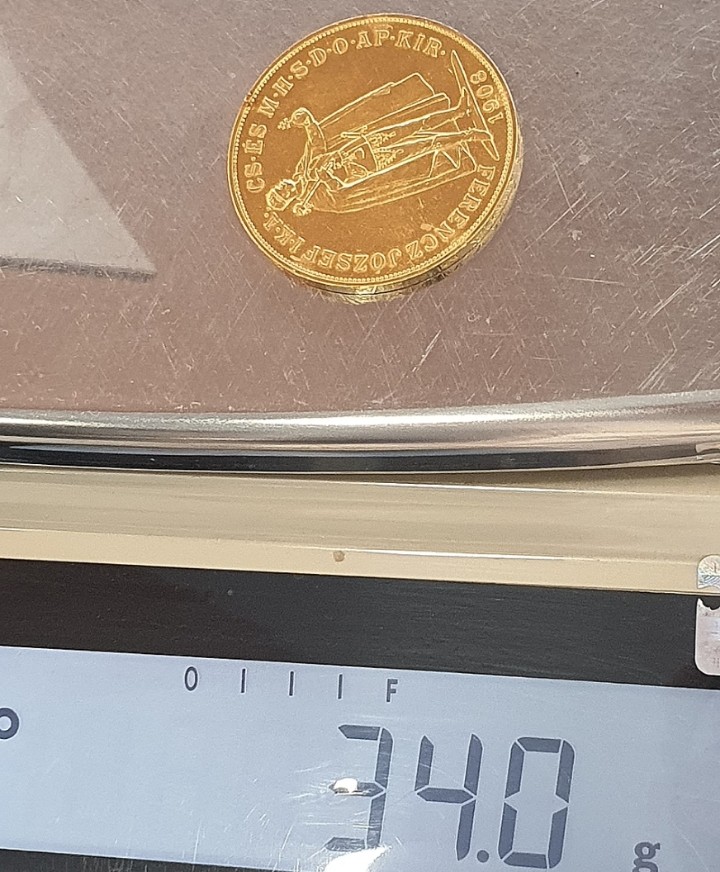 FERENCZ JÓZSEF I·K·A· CS·ÉS M·H·S·D·O·AP·KIR·
1908
0 I I I F
34.0
g